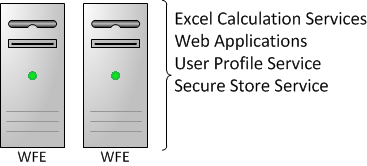 Excel Calculation Services
Web Applications
User Profile Service
Secure Store Service
WFE
WFE